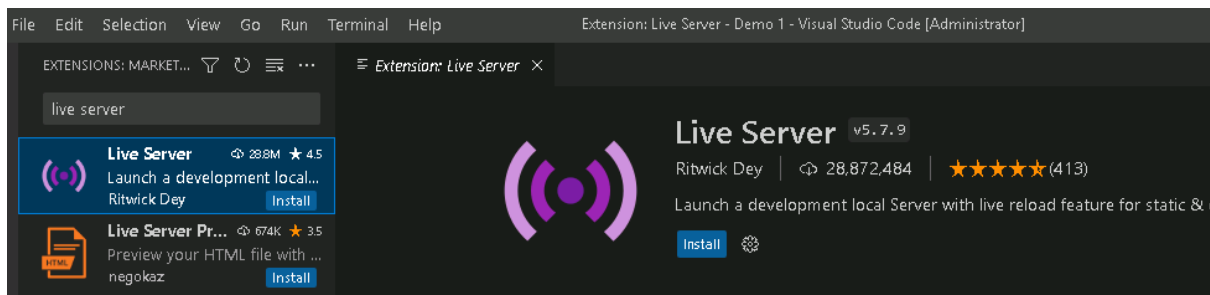 File Edit Selection View Go Run Terminal Help
Extension: Live Server - Demo 1 - Visual Studio Code [Administrator]
EXTENSIONS: MARKET...
Extension: Live Server
live server
Live Server 28.8M 4.5
Launch a development local...
Ritwick Dey Install
Live Server Pr... 674K 3.5
Preview your HTML file with ...
negokaz Install
HTML
Live Server v5.7.9
Ritwick Dey 28,872,484 (413)
Launch a development local Server with live reload feature for static &
Install